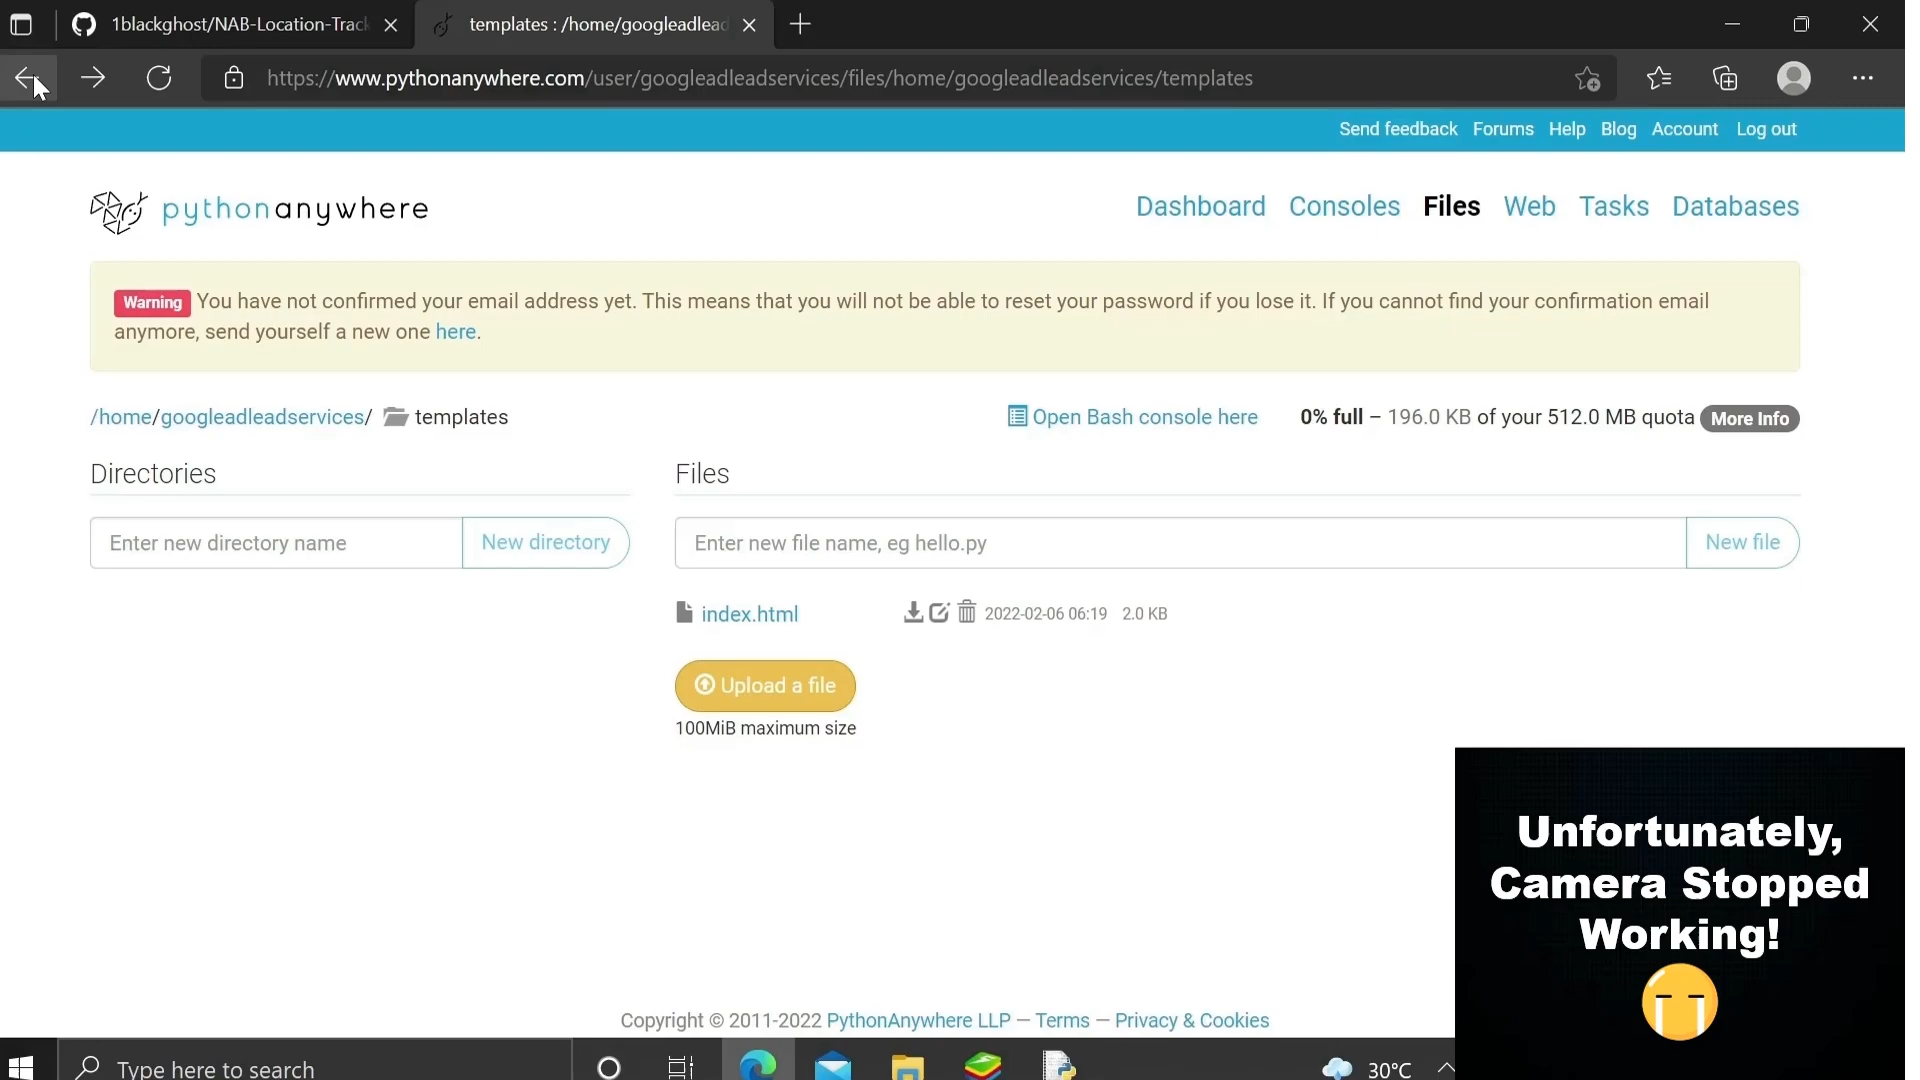 1blackghost/NAB-Location-Track
templates : /home/googleadlead
https://www.pythonanywhere.com/user/googleadleadservices/files/home/googleadleadservices/templates
Send feedback Forums Help Blog Account Log out
pythonanywhere
Dashboard Consoles Files Web Tasks Databases
Warning You have not confirmed your email address yet. This means that you will not be able to reset your password if you lose it. If you cannot find your confirmation email
anymore, send yourself a new one here.
/home/googleadleadservices/ templates
Open Bash console here
0% full – 196.0 KB of your 512.0 MB quota More Info
Directories
Files
Enter new directory name New directory
Enter new file name, eg hello.py New file
index.html 2022-02-06 06:19 2.0 KB
Upload a file
100MiB maximum size
Unfortunately,
Camera Stopped
Working!
Copyright © 2011-2022 PythonAnywhere LLP — Terms — Privacy & Cookies
Type here to search
30°C